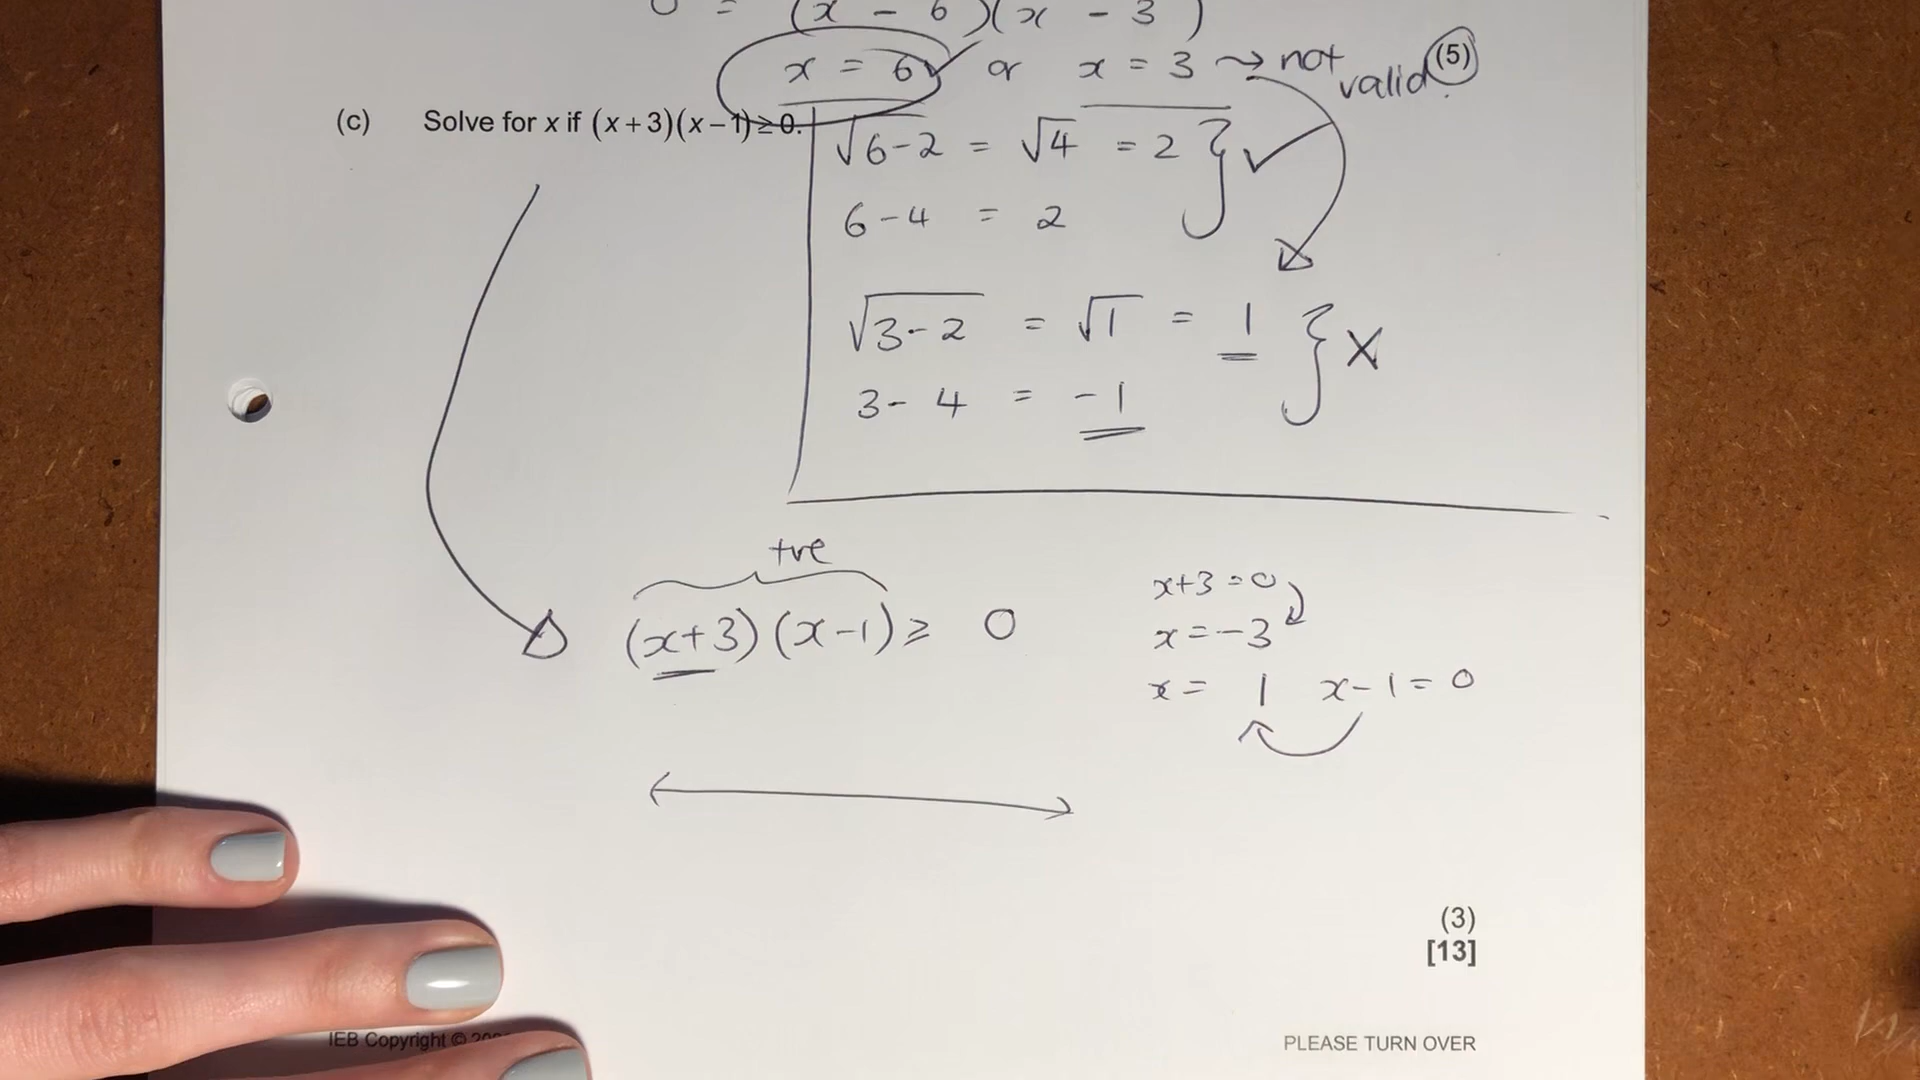 0 = (x - 6)(x - 3)
x = 6 ✓ or x = 3 → not valid (5)
(c) Solve for x if (x+3)(x−1)≥0.
√6-2 = √4 = 2 } ✓
6-4 = 2
√3-2 = √1 = 1 } X
3- 4 = -1
+ve
(x+3)(x-1) ≥ 0
x+3 = 0
x = -3
x = 1 x-1 = 0
(3)
[13]
IEB Copyright ©
PLEASE TURN OVER